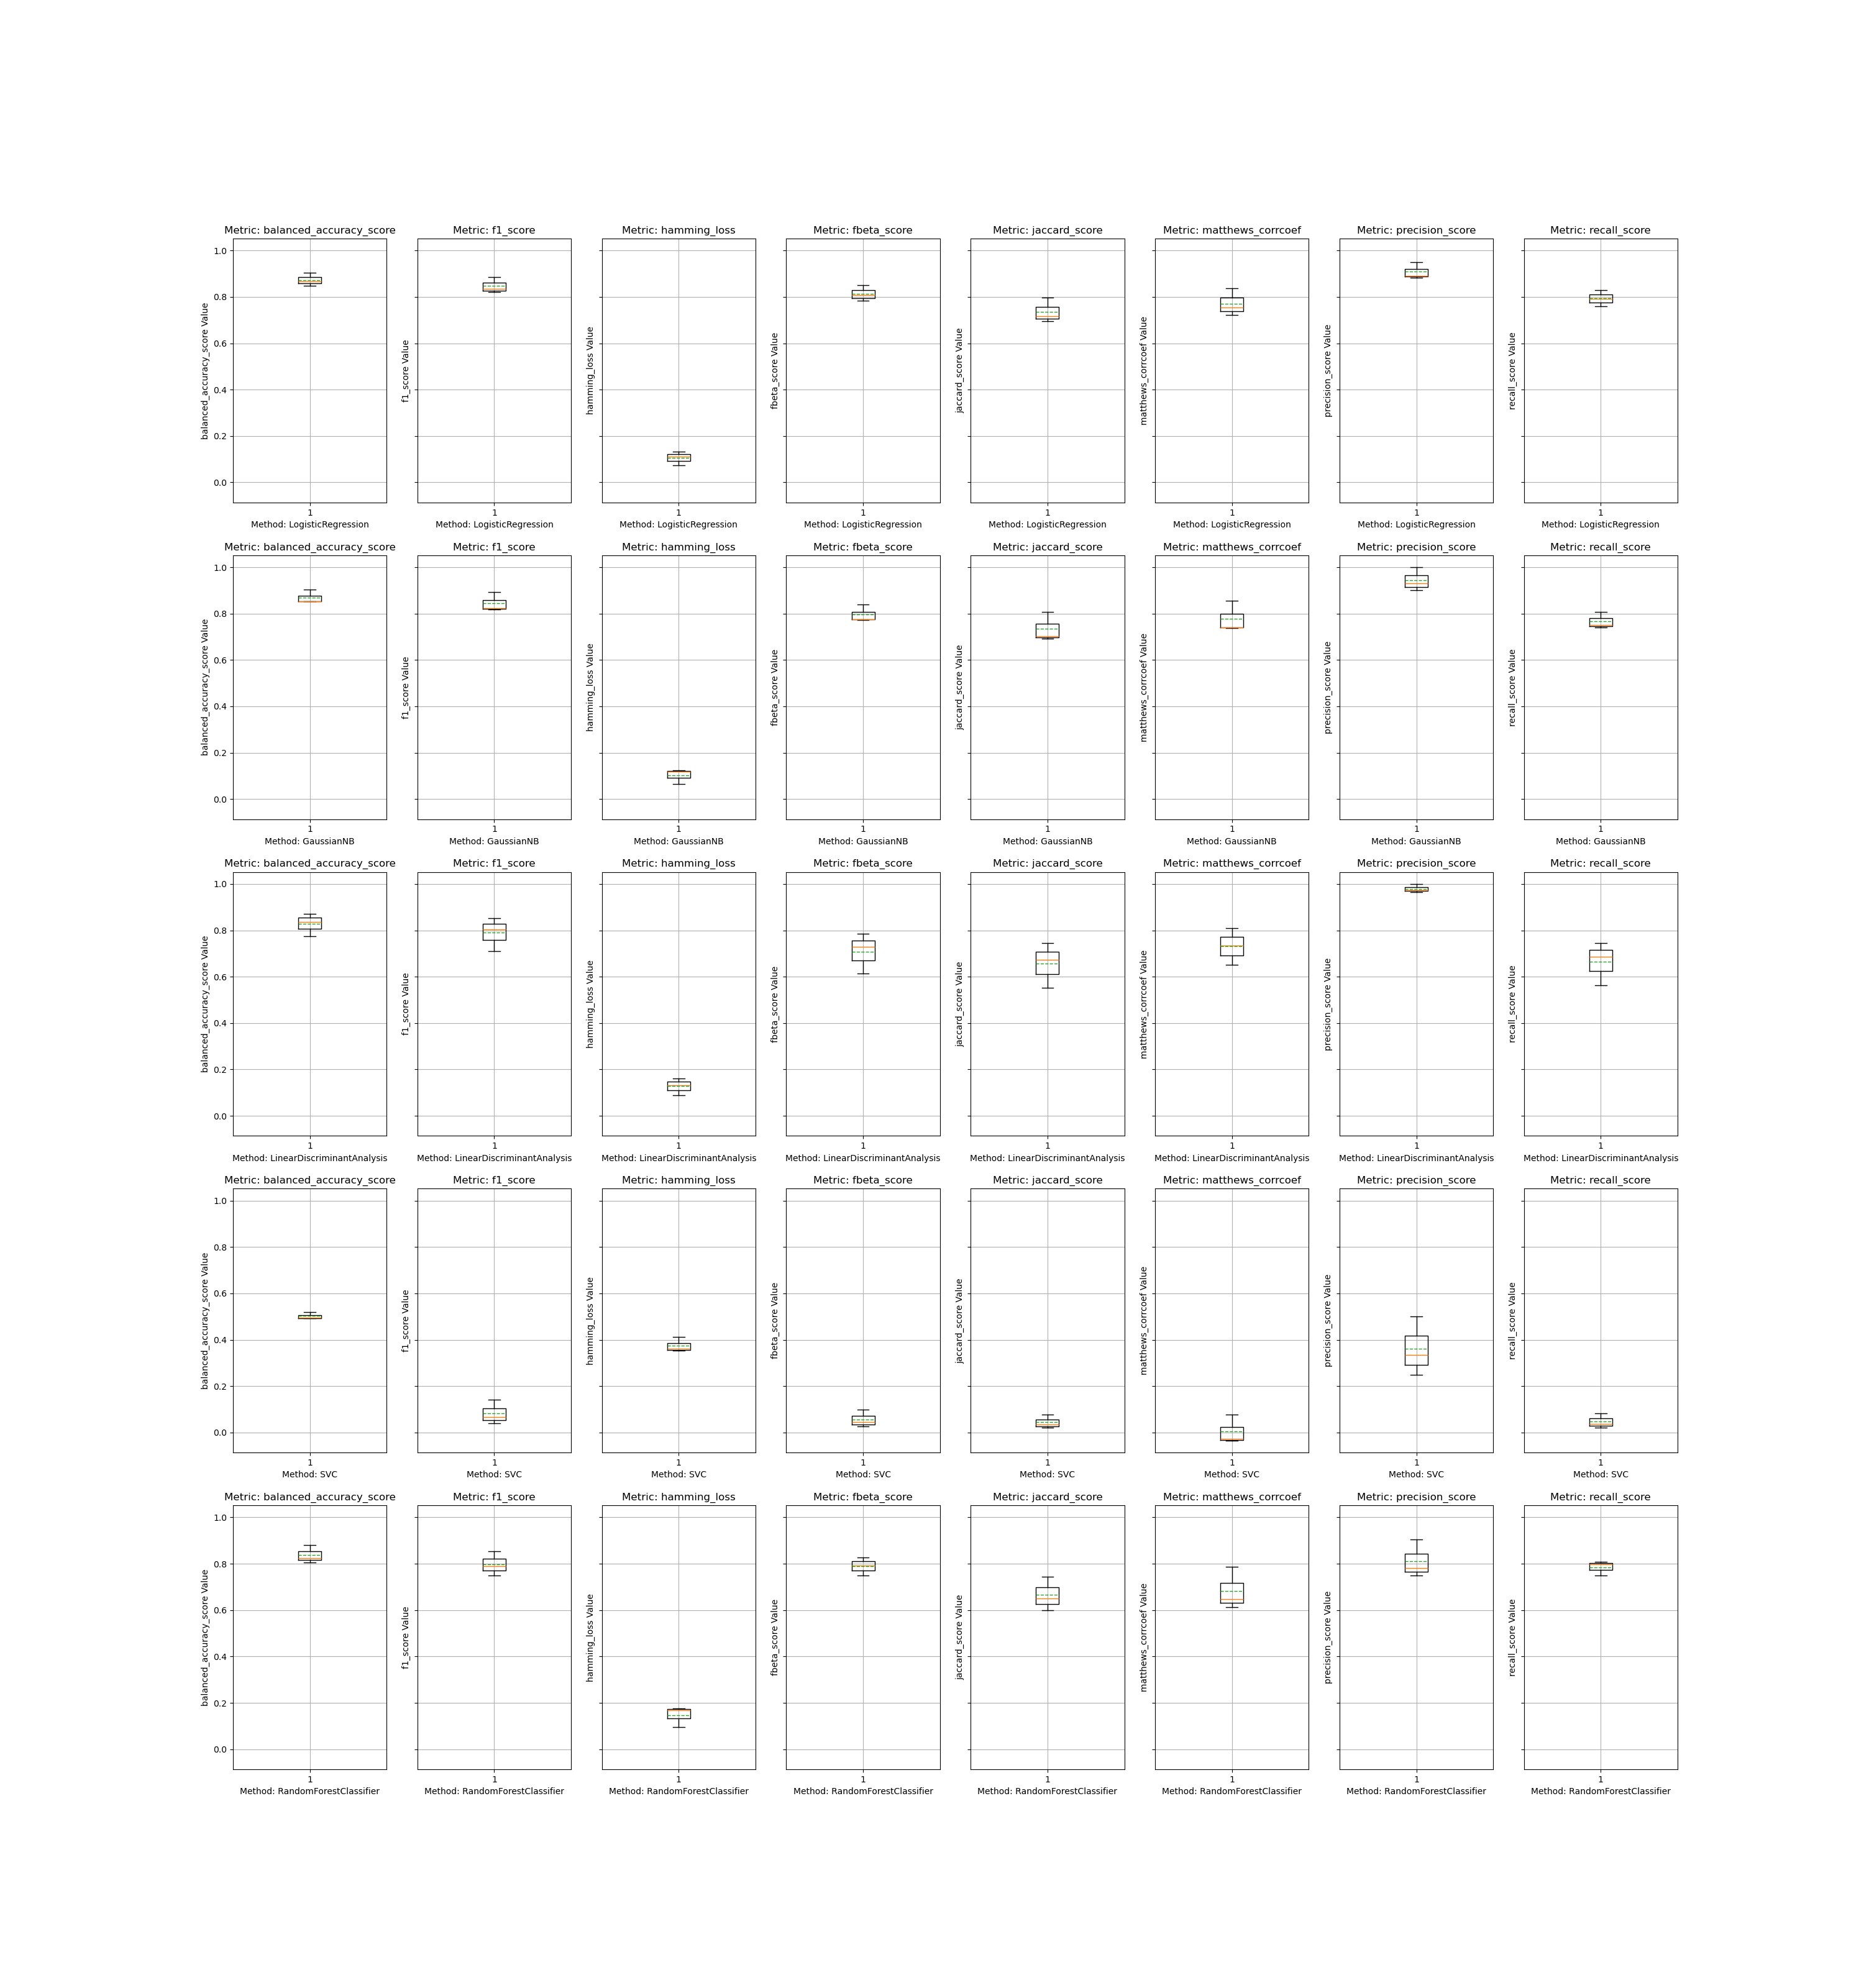 Metric: balanced_accuracy_score Metric: f1_score Metric: hamming_loss Metric: fbeta_score Metric: jaccard_score Metric: matthews_corrcoef Metric: precision_score Metric: recall_score
balanced_accuracy_score Value
1.0
0.8
0.6
0.4
0.2
0.0
f1_score Value
hamming_loss Value
fbeta_score Value
jaccard_score Value
matthews_corrcoef Value
precision_score Value
recall_score Value
1 1 1 1 1 1 1 1
Method: LogisticRegression Method: LogisticRegression Method: LogisticRegression Method: LogisticRegression Method: LogisticRegression Method: LogisticRegression Method: LogisticRegression Method: LogisticRegression
Metric: balanced_accuracy_score Metric: f1_score Metric: hamming_loss Metric: fbeta_score Metric: jaccard_score Metric: matthews_corrcoef Metric: precision_score Metric: recall_score
balanced_accuracy_score Value
1.0
0.8
0.6
0.4
0.2
0.0
f1_score Value
hamming_loss Value
fbeta_score Value
jaccard_score Value
matthews_corrcoef Value
precision_score Value
recall_score Value
1 1 1 1 1 1 1 1
Method: GaussianNB Method: GaussianNB Method: GaussianNB Method: GaussianNB Method: GaussianNB Method: GaussianNB Method: GaussianNB Method: GaussianNB
Metric: balanced_accuracy_score Metric: f1_score Metric: hamming_loss Metric: fbeta_score Metric: jaccard_score Metric: matthews_corrcoef Metric: precision_score Metric: recall_score
balanced_accuracy_score Value
1.0
0.8
0.6
0.4
0.2
0.0
f1_score Value
hamming_loss Value
fbeta_score Value
jaccard_score Value
matthews_corrcoef Value
precision_score Value
recall_score Value
1 1 1 1 1 1 1 1
Method: LinearDiscriminantAnalysis Method: LinearDiscriminantAnalysis Method: LinearDiscriminantAnalysis Method: LinearDiscriminantAnalysis Method: LinearDiscriminantAnalysis Method: LinearDiscriminantAnalysis Method: LinearDiscriminantAnalysis Method: LinearDiscriminantAnalysis
Metric: balanced_accuracy_score Metric: f1_score Metric: hamming_loss Metric: fbeta_score Metric: jaccard_score Metric: matthews_corrcoef Metric: precision_score Metric: recall_score
balanced_accuracy_score Value
1.0
0.8
0.6
0.4
0.2
0.0
f1_score Value
hamming_loss Value
fbeta_score Value
jaccard_score Value
matthews_corrcoef Value
precision_score Value
recall_score Value
1 1 1 1 1 1 1 1
Method: SVC Method: SVC Method: SVC Method: SVC Method: SVC Method: SVC Method: SVC Method: SVC
Metric: balanced_accuracy_score Metric: f1_score Metric: hamming_loss Metric: fbeta_score Metric: jaccard_score Metric: matthews_corrcoef Metric: precision_score Metric: recall_score
balanced_accuracy_score Value
1.0
0.8
0.6
0.4
0.2
0.0
f1_score Value
hamming_loss Value
fbeta_score Value
jaccard_score Value
matthews_corrcoef Value
precision_score Value
recall_score Value
1 1 1 1 1 1 1 1
Method: RandomForestClassifier Method: RandomForestClassifier Method: RandomForestClassifier Method: RandomForestClassifier Method: RandomForestClassifier Method: RandomForestClassifier Method: RandomForestClassifier Method: RandomForestClassifier